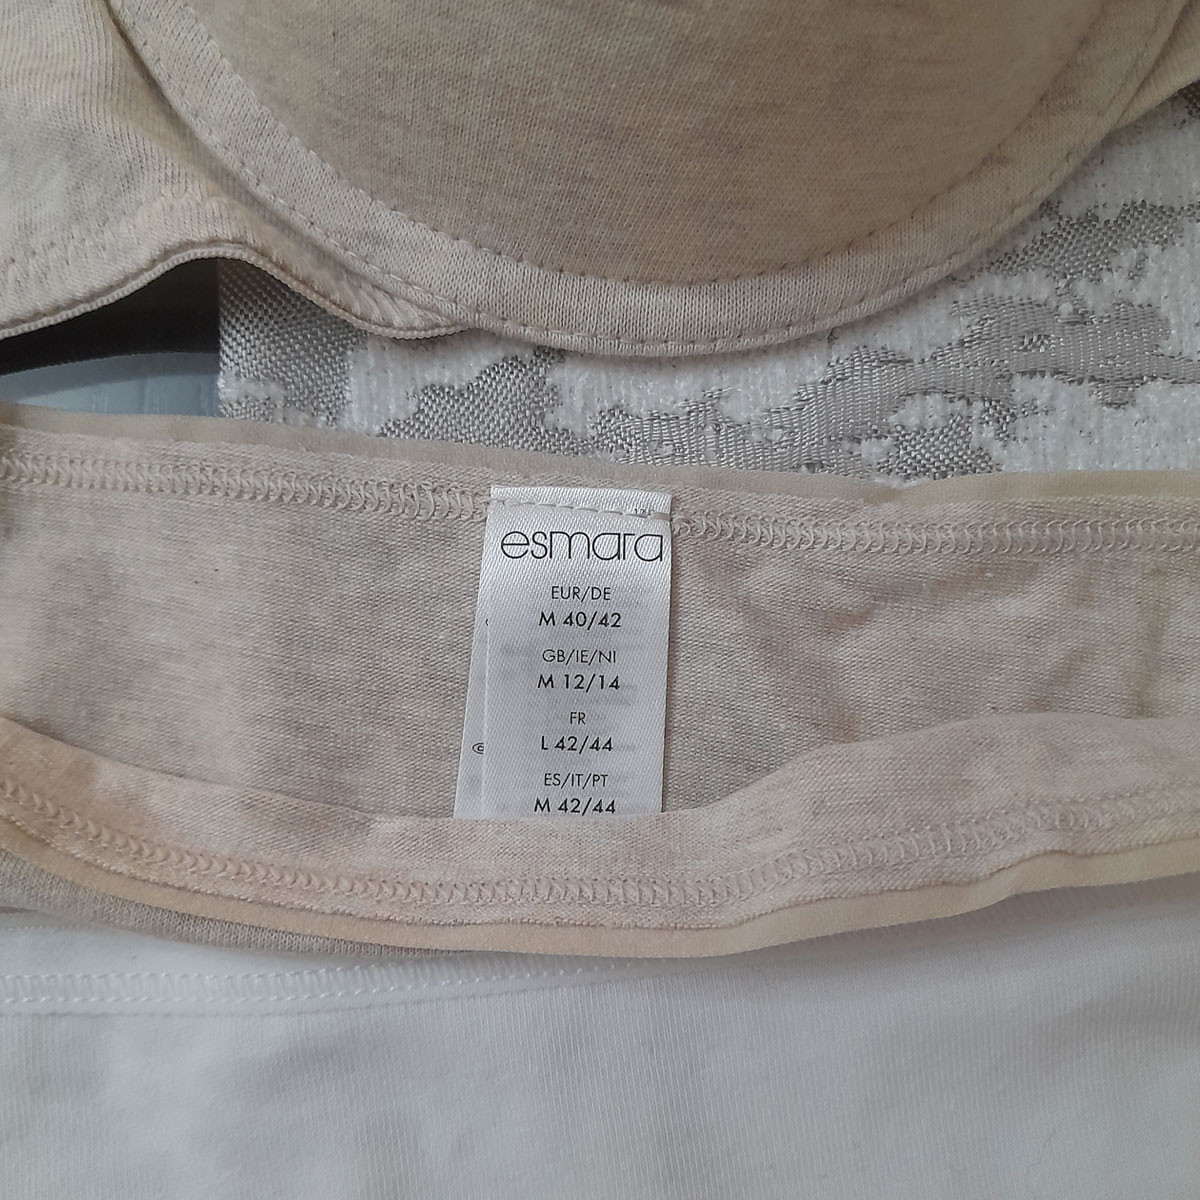 esmara
EUR/DE
M 40/42
GB/IE/NI
M 12/14
FR
L 42/44
ES/IT/PT
M 42/44